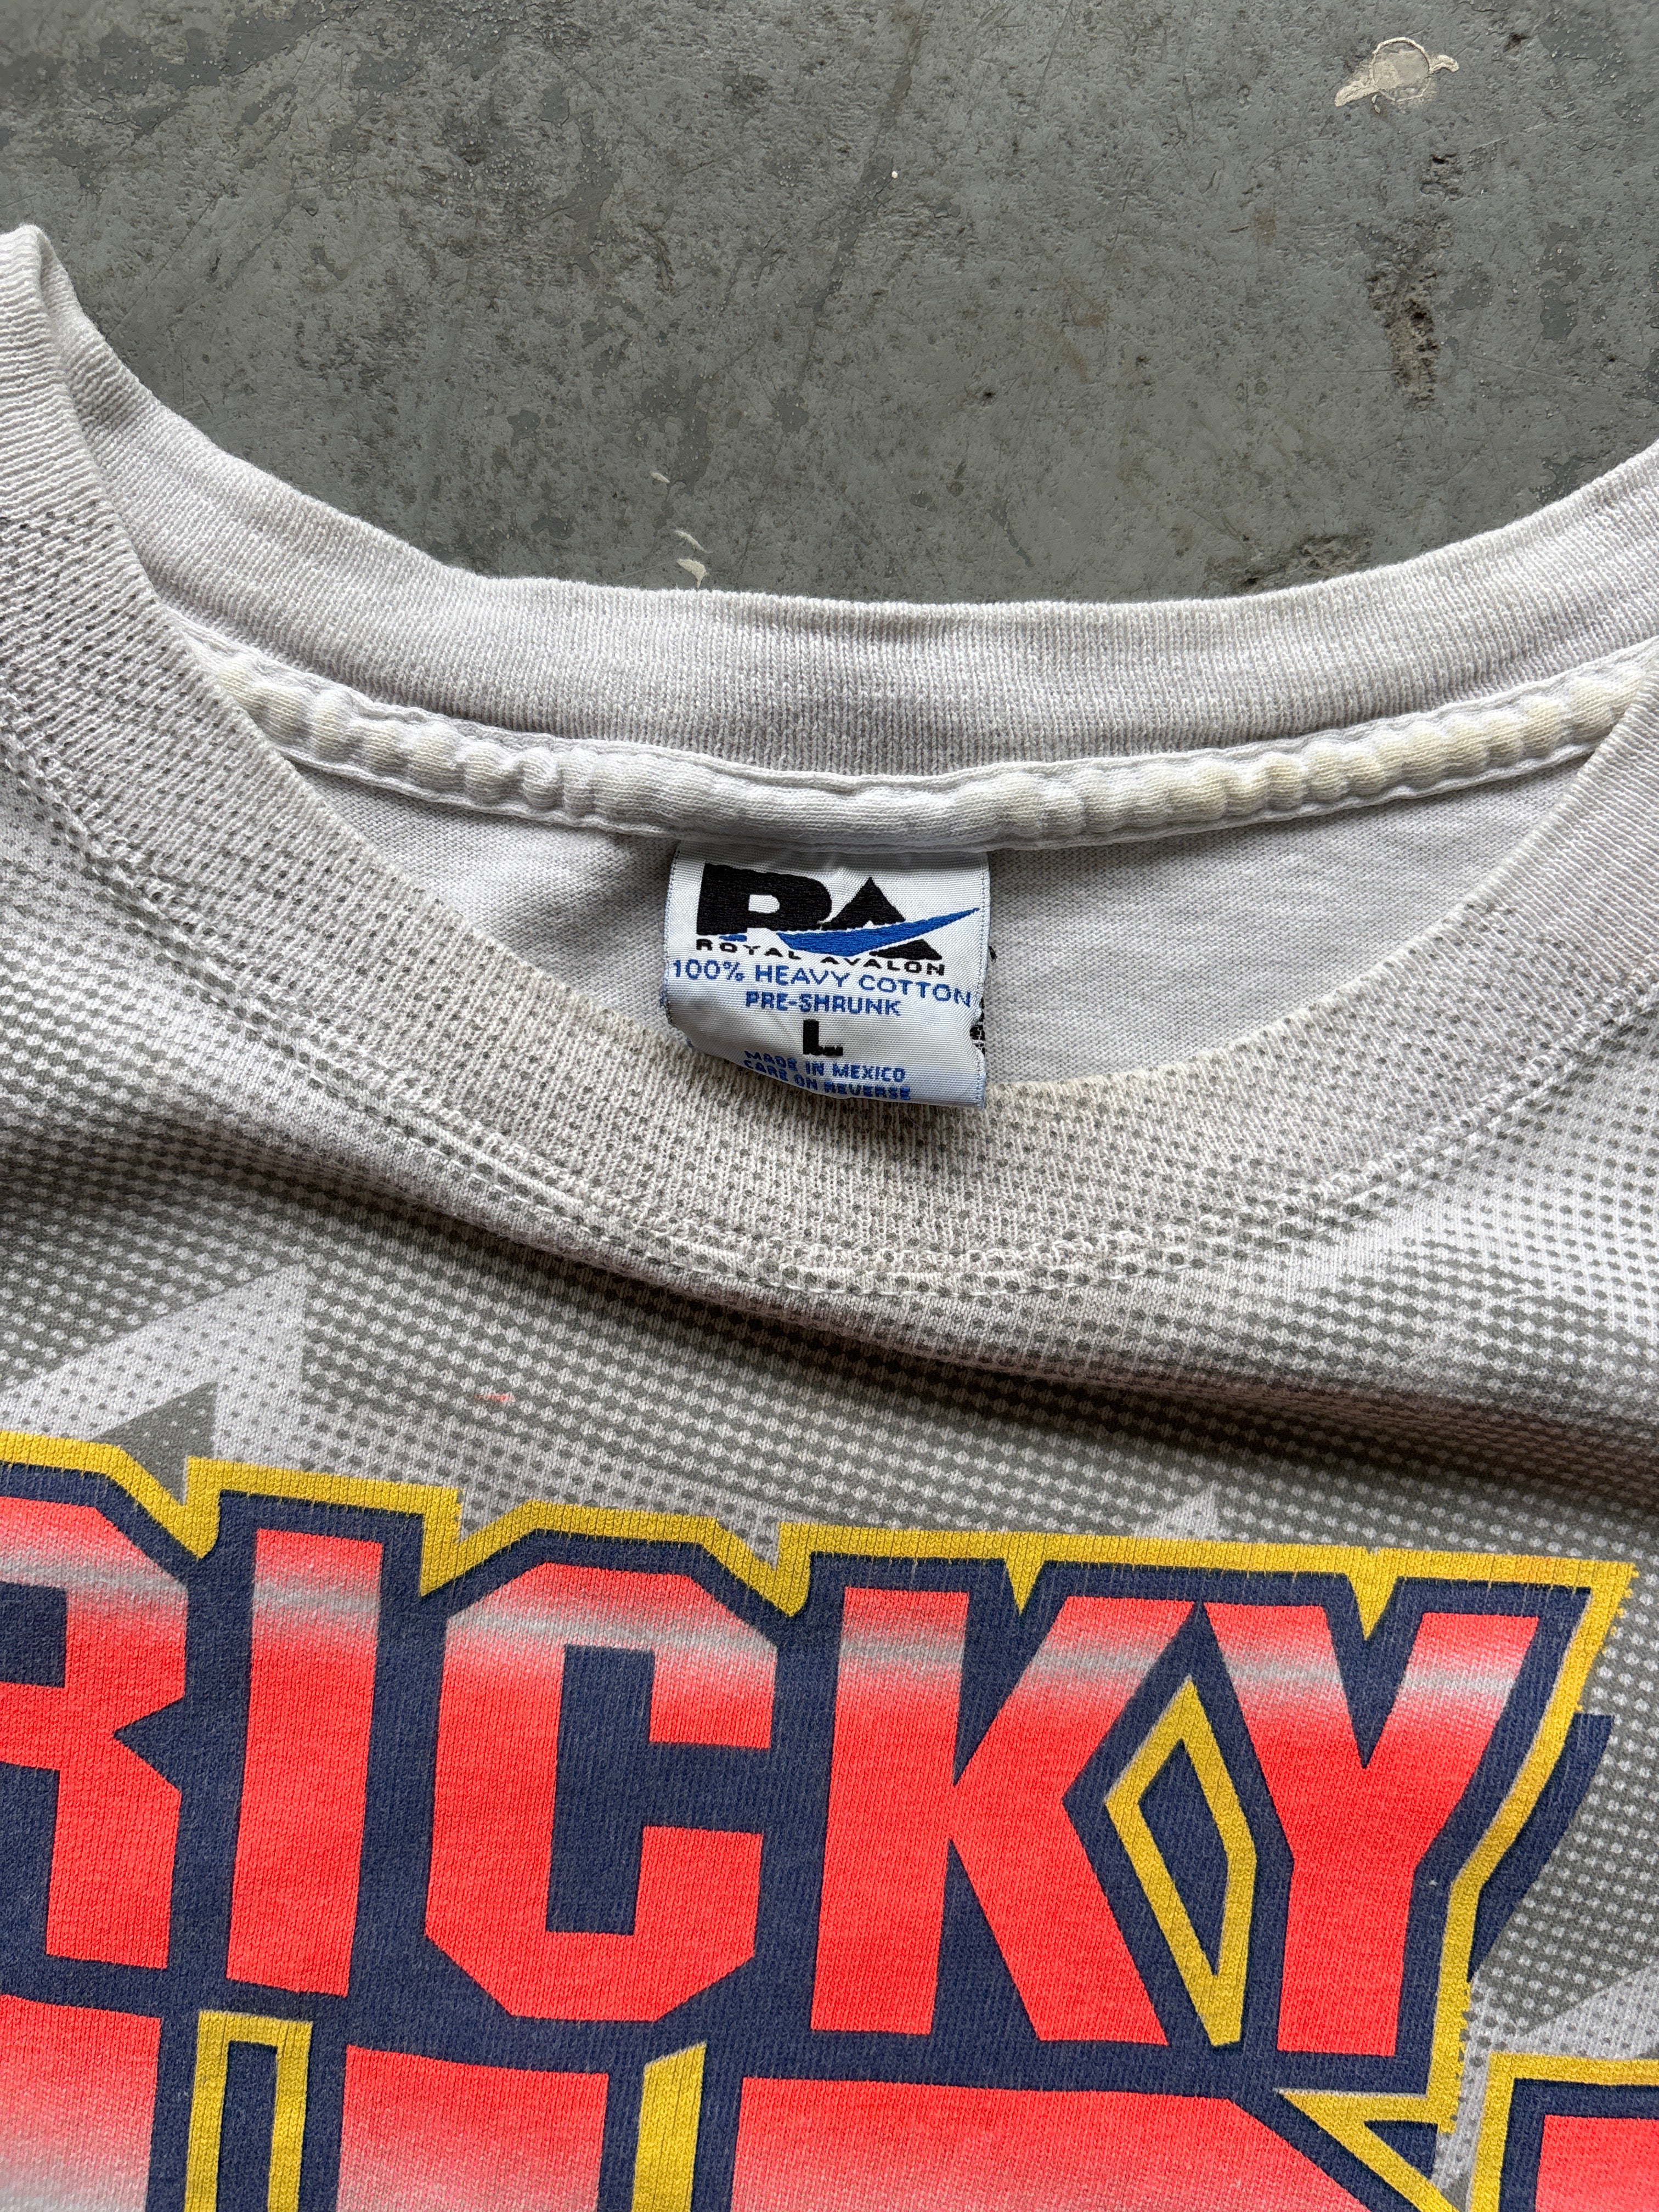 RA
ROYAL AVALON
100% HEAVY COTTON
PRE-SHRUNK
L
MADE IN MEXICO
CARE ON REVERSE
RICKY